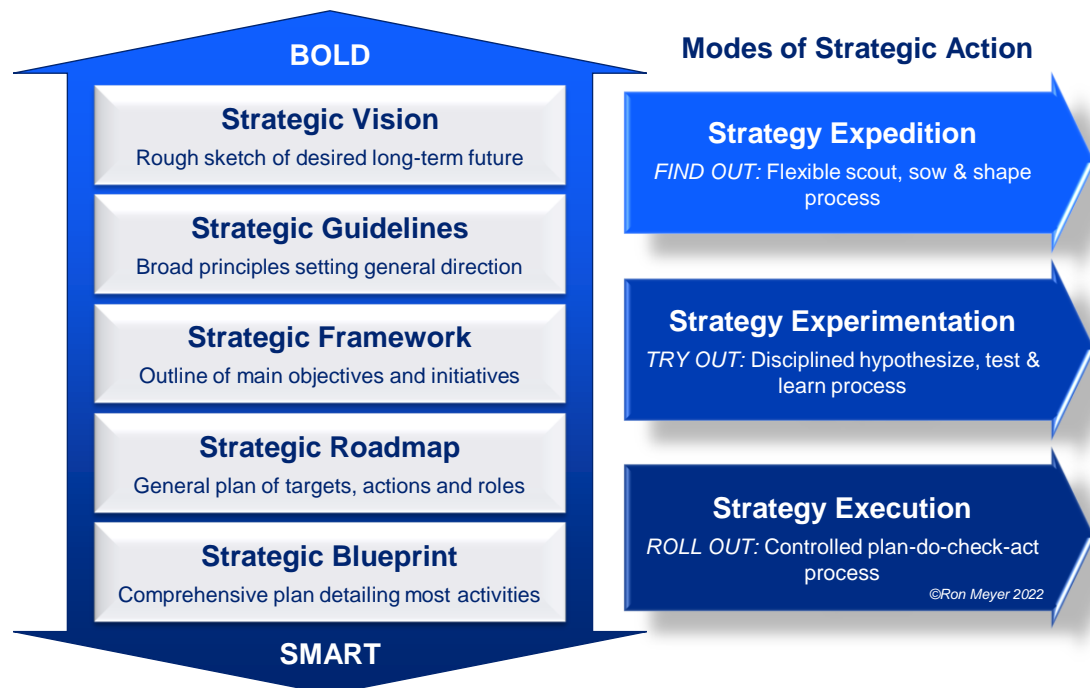 BOLD
Strategic Vision
Rough sketch of desired long-term future
Strategic Guidelines
Broad principles setting general direction
Strategic Framework
Outline of main objectives and initiatives
Strategic Roadmap
General plan of targets, actions and roles
Strategic Blueprint
Comprehensive plan detailing most activities
SMART
Modes of Strategic Action
Strategy Expedition
FIND OUT: Flexible scout, sow & shape
process
Strategy Experimentation
TRY OUT: Disciplined hypothesize, test &
learn process
Strategy Execution
ROLL OUT: Controlled plan-do-check-act
process
©Ron Meyer 2022